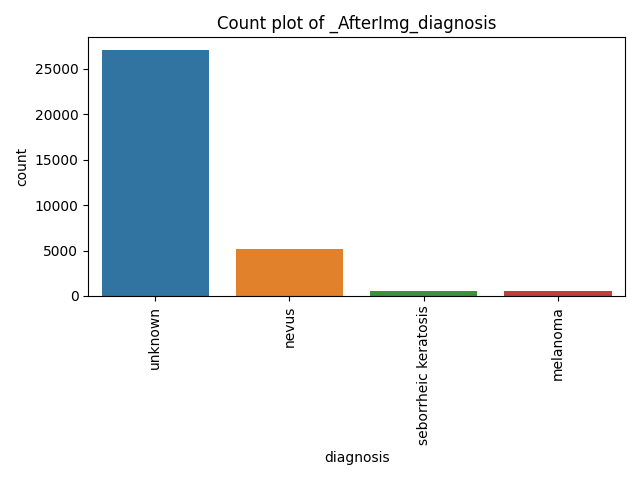 Count plot of _AfterImg_diagnosis
count
25000
20000
15000
10000
5000
0
unknown
nevus
seborrheic keratosis
melanoma
diagnosis